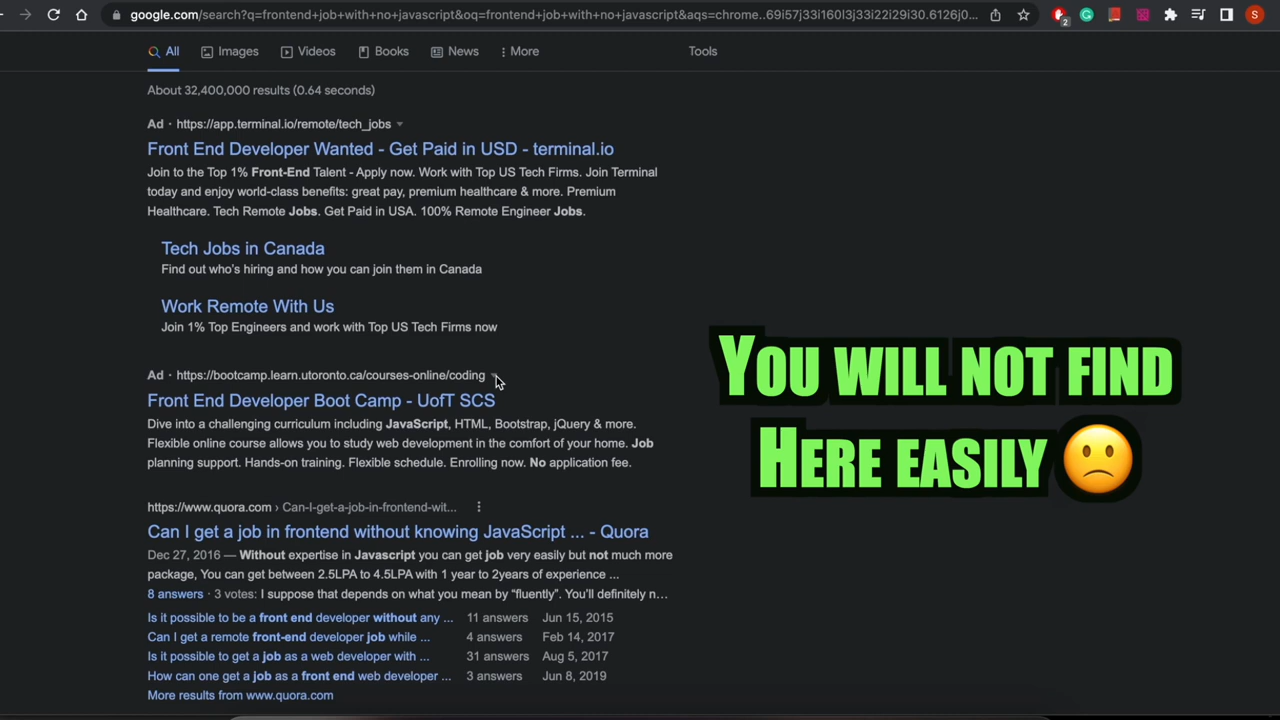 google.com/search?q=frontend+job+with+no+javascript&oq=frontend+job+with+no+javascript&aqs=chrome..69i57j33i160l3j33i22i29i30.6126j0...
2
S
All
Images
Videos
Books
News
More
Tools
About 32,400,000 results (0.64 seconds)
Ad · https://app.terminal.io/remote/tech_jobs
Front End Developer Wanted - Get Paid in USD - terminal.io
Join to the Top 1% Front-End Talent - Apply now. Work with Top US Tech Firms. Join Terminal
today and enjoy world-class benefits: great pay, premium healthcare & more. Premium
Healthcare. Tech Remote Jobs. Get Paid in USA. 100% Remote Engineer Jobs.
Tech Jobs in Canada
Find out who's hiring and how you can join them in Canada
Work Remote With Us
Join 1% Top Engineers and work with Top US Tech Firms now
Ad · https://bootcamp.learn.utoronto.ca/courses-online/coding
Front End Developer Boot Camp - UofT SCS
Dive into a challenging curriculum including JavaScript, HTML, Bootstrap, jQuery & more.
Flexible online course allows you to study web development in the comfort of your home. Job
planning support. Hands-on training. Flexible schedule. Enrolling now. No application fee.
YOU WILL NOT FIND
HERE EASILY
https://www.quora.com › Can-I-get-a-job-in-frontend-wit...
Can I get a job in frontend without knowing JavaScript ... - Quora
Dec 27, 2016 — Without expertise in Javascript you can get job very easily but not much more
package, You can get between 2.5LPA to 4.5LPA with 1 year to 2years of experience ...
8 answers · 3 votes: I suppose that depends on what you mean by “fluently”. You'll definitely n...
Is it possible to be a front end developer without any ... 11 answers Jun 15, 2015
Can I get a remote front-end developer job while ... 4 answers Feb 14, 2017
Is it possible to get a job as a web developer with ... 31 answers Aug 5, 2017
How can one get a job as a front end web developer ... 3 answers Jun 8, 2019
More results from www.quora.com